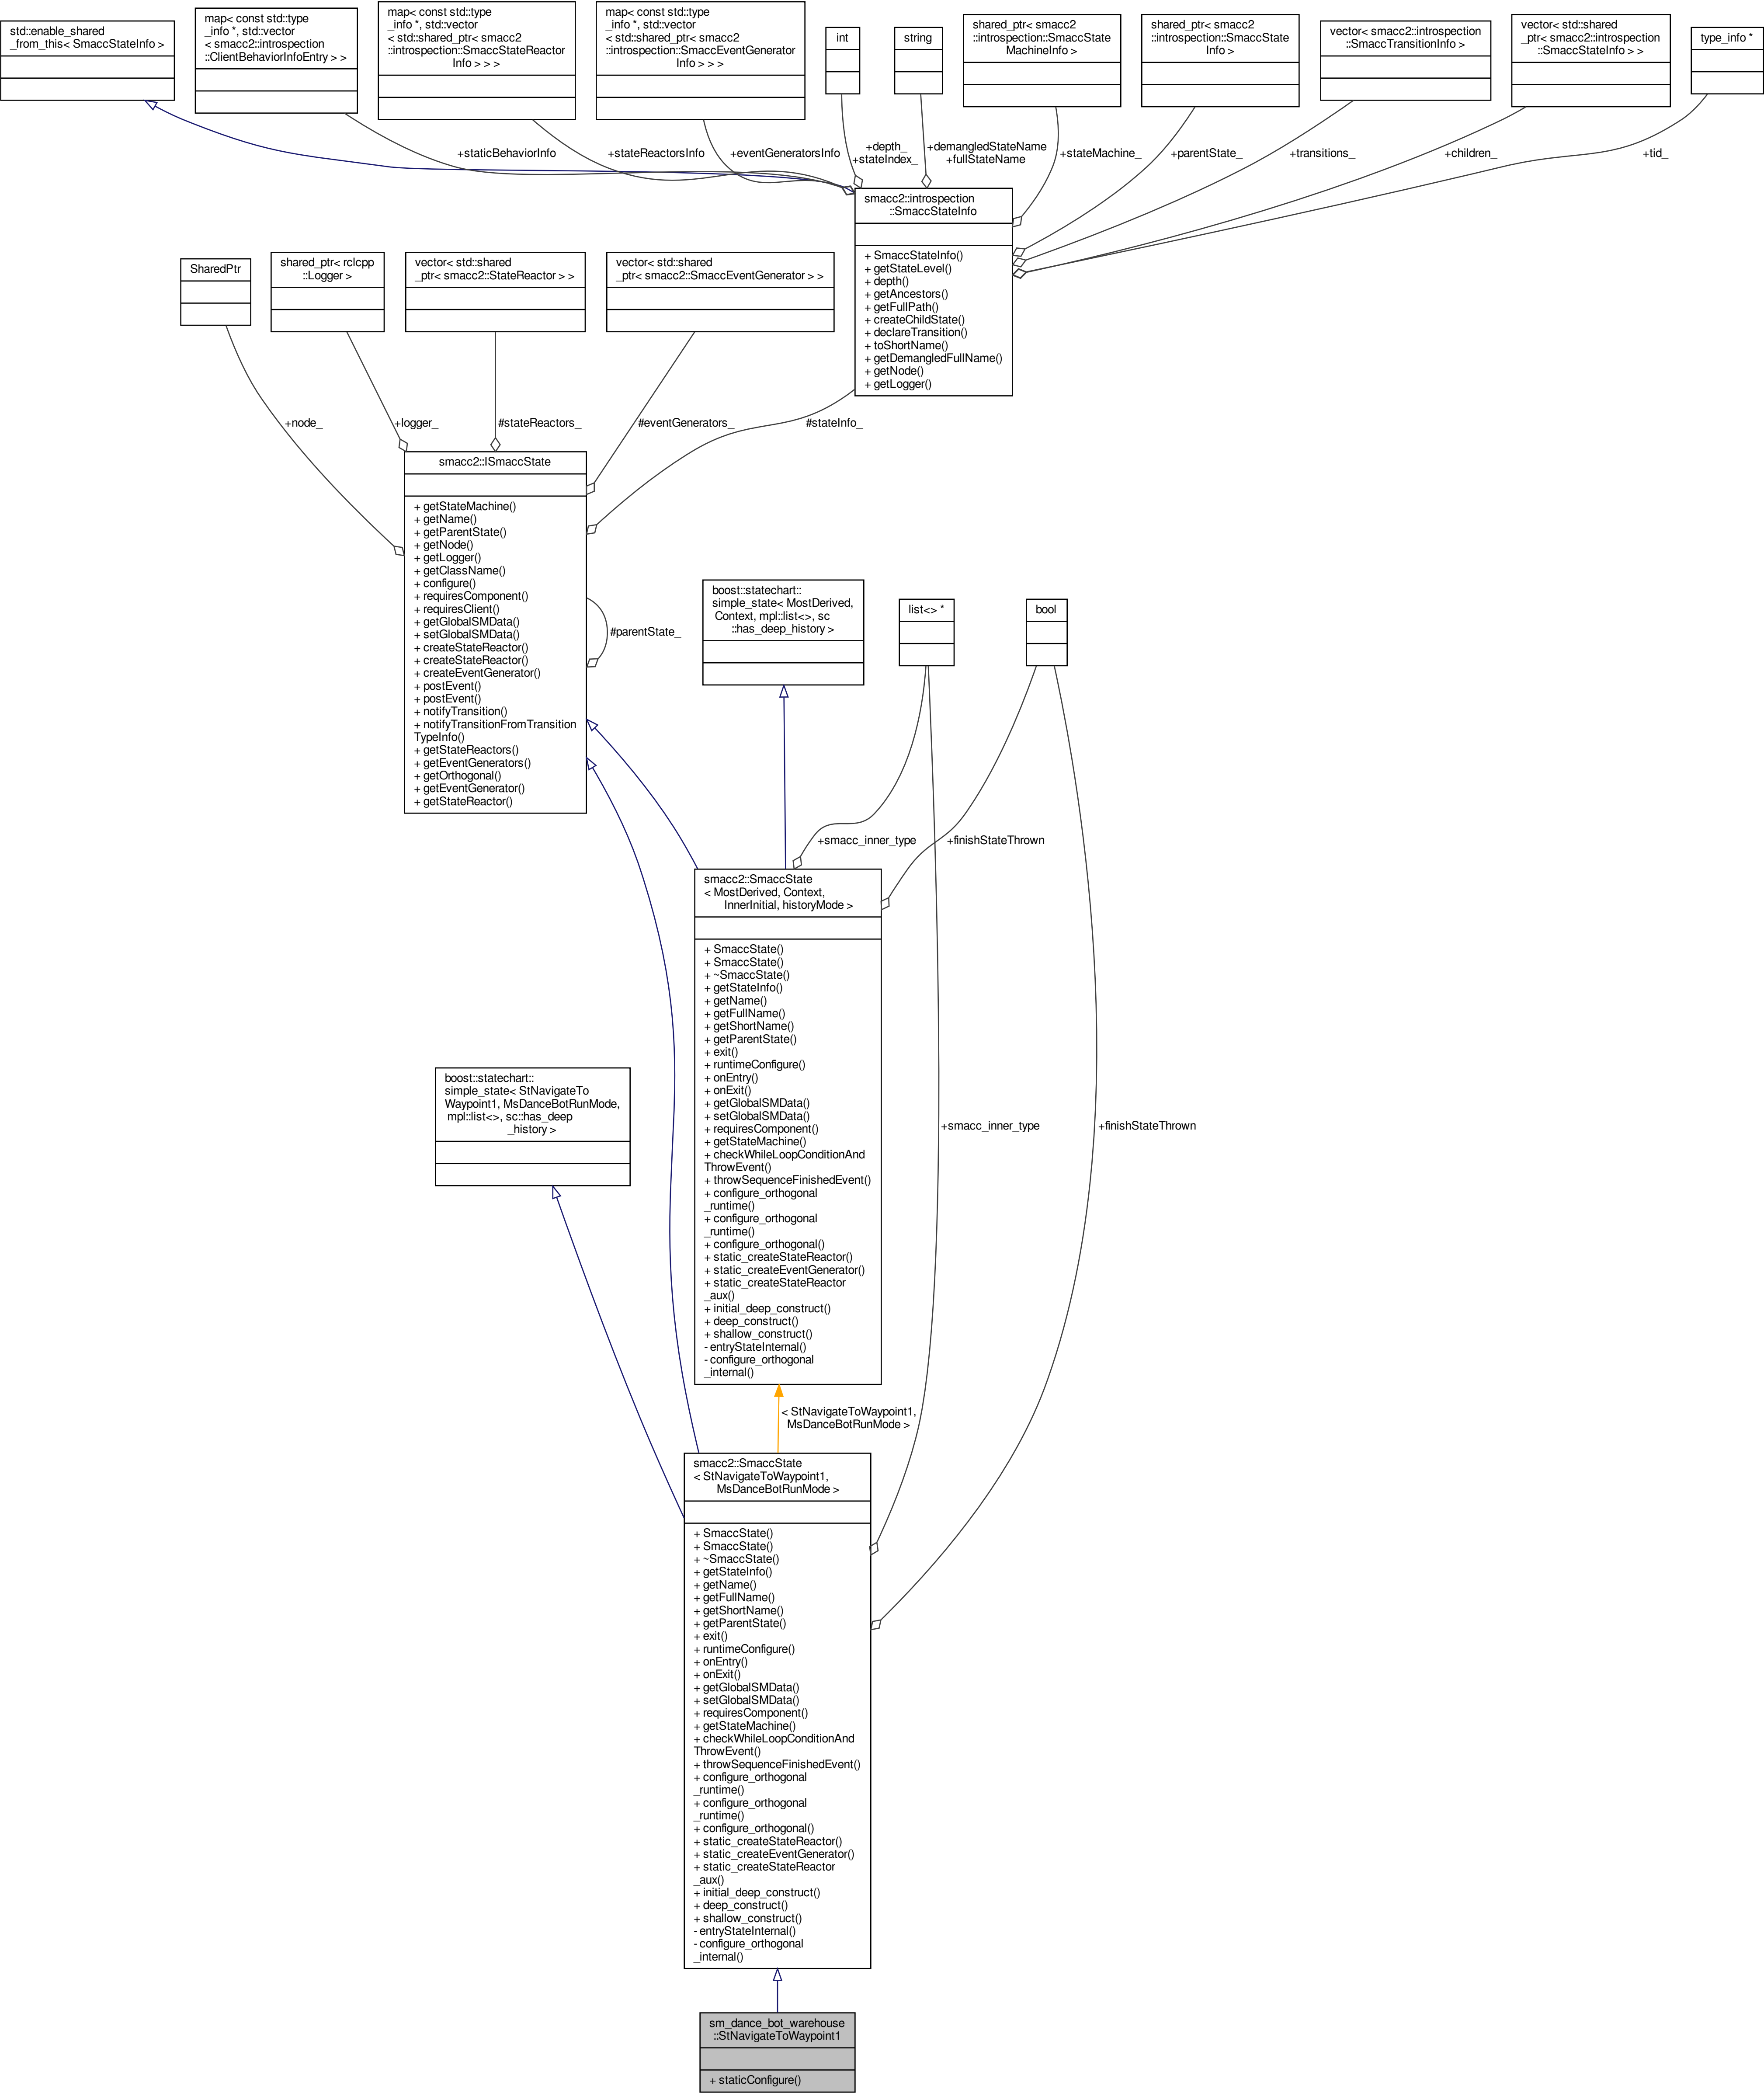 std::enable_shared
_from_this< SmaccStateInfo >
map< const std::type
_info *, std::vector
< smacc2::introspection
::ClientBehaviorInfoEntry > >
map< const std::type
_info *, std::vector
< std::shared_ptr< smacc2
::introspection::SmaccStateReactor
Info > > >
map< const std::type
_info *, std::vector
< std::shared_ptr< smacc2
::introspection::SmaccEventGenerator
Info > > >
int
string
shared_ptr< smacc2
::introspection::SmaccState
MachineInfo >
shared_ptr< smacc2
::introspection::SmaccState
Info >
vector< smacc2::introspection
::SmaccTransitionInfo >
vector< std::shared
_ptr< smacc2::introspection
::SmaccStateInfo > >
type_info *
+staticBehaviorInfo
+stateReactorsInfo
+eventGeneratorsInfo
+depth_
+stateIndex_
+demangledStateName
+fullStateName
+stateMachine_
+parentState_
+transitions_
+children_
+tid_
smacc2::introspection
::SmaccStateInfo
+ SmaccStateInfo()
+ getStateLevel()
+ depth()
+ getAncestors()
+ getFullPath()
+ createChildState()
+ declareTransition()
+ toShortName()
+ getDemangledFullName()
+ getNode()
+ getLogger()
SharedPtr
shared_ptr< rclcpp
::Logger >
vector< std::shared
_ptr< smacc2::StateReactor > >
vector< std::shared
_ptr< smacc2::SmaccEventGenerator > >
+node_
+logger_
#stateReactors_
#eventGenerators_
#stateInfo_
smacc2::ISmaccState
+ getStateMachine()
+ getName()
+ getParentState()
+ getNode()
+ getLogger()
+ getClassName()
+ configure()
+ requiresComponent()
+ requiresClient()
+ getGlobalSMData()
+ setGlobalSMData()
+ createStateReactor()
+ createStateReactor()
+ createEventGenerator()
+ postEvent()
+ postEvent()
+ notifyTransition()
+ notifyTransitionFromTransition
TypeInfo()
+ getStateReactors()
+ getEventGenerators()
+ getOrthogonal()
+ getEventGenerator()
+ getStateReactor()
#parentState_
boost::statechart::
simple_state< MostDerived,
Context, mpl::list<>, sc
::has_deep_history >
list<> *
bool
+smacc_inner_type
+finishStateThrown
smacc2::SmaccState
< MostDerived, Context,
InnerInitial, historyMode >
+ SmaccState()
+ SmaccState()
+ ~SmaccState()
+ getStateInfo()
+ getName()
+ getFullName()
+ getShortName()
+ getParentState()
+ exit()
+ runtimeConfigure()
+ onEntry()
+ onExit()
+ getGlobalSMData()
+ setGlobalSMData()
+ requiresComponent()
+ getStateMachine()
+ checkWhileLoopConditionAnd
ThrowEvent()
+ throwSequenceFinishedEvent()
+ configure_orthogonal
_runtime()
+ configure_orthogonal
_runtime()
+ configure_orthogonal()
+ static_createStateReactor()
+ static_createEventGenerator()
+ static_createStateReactor
_aux()
+ initial_deep_construct()
+ deep_construct()
+ shallow_construct()
- entryStateInternal()
- configure_orthogonal
_internal()
boost::statechart::
simple_state< StNavigateTo
Waypoint1, MsDanceBotRunMode,
mpl::list<>, sc::has_deep
_history >
+smacc_inner_type
+finishStateThrown
< StNavigateToWaypoint1,
MsDanceBotRunMode >
smacc2::SmaccState
< StNavigateToWaypoint1,
MsDanceBotRunMode >
+ SmaccState()
+ SmaccState()
+ ~SmaccState()
+ getStateInfo()
+ getName()
+ getFullName()
+ getShortName()
+ getParentState()
+ exit()
+ runtimeConfigure()
+ onEntry()
+ onExit()
+ getGlobalSMData()
+ setGlobalSMData()
+ requiresComponent()
+ getStateMachine()
+ checkWhileLoopConditionAnd
ThrowEvent()
+ throwSequenceFinishedEvent()
+ configure_orthogonal
_runtime()
+ configure_orthogonal
_runtime()
+ configure_orthogonal()
+ static_createStateReactor()
+ static_createEventGenerator()
+ static_createStateReactor
_aux()
+ initial_deep_construct()
+ deep_construct()
+ shallow_construct()
- entryStateInternal()
- configure_orthogonal
_internal()
sm_dance_bot_warehouse
::StNavigateToWaypoint1
+ staticConfigure()